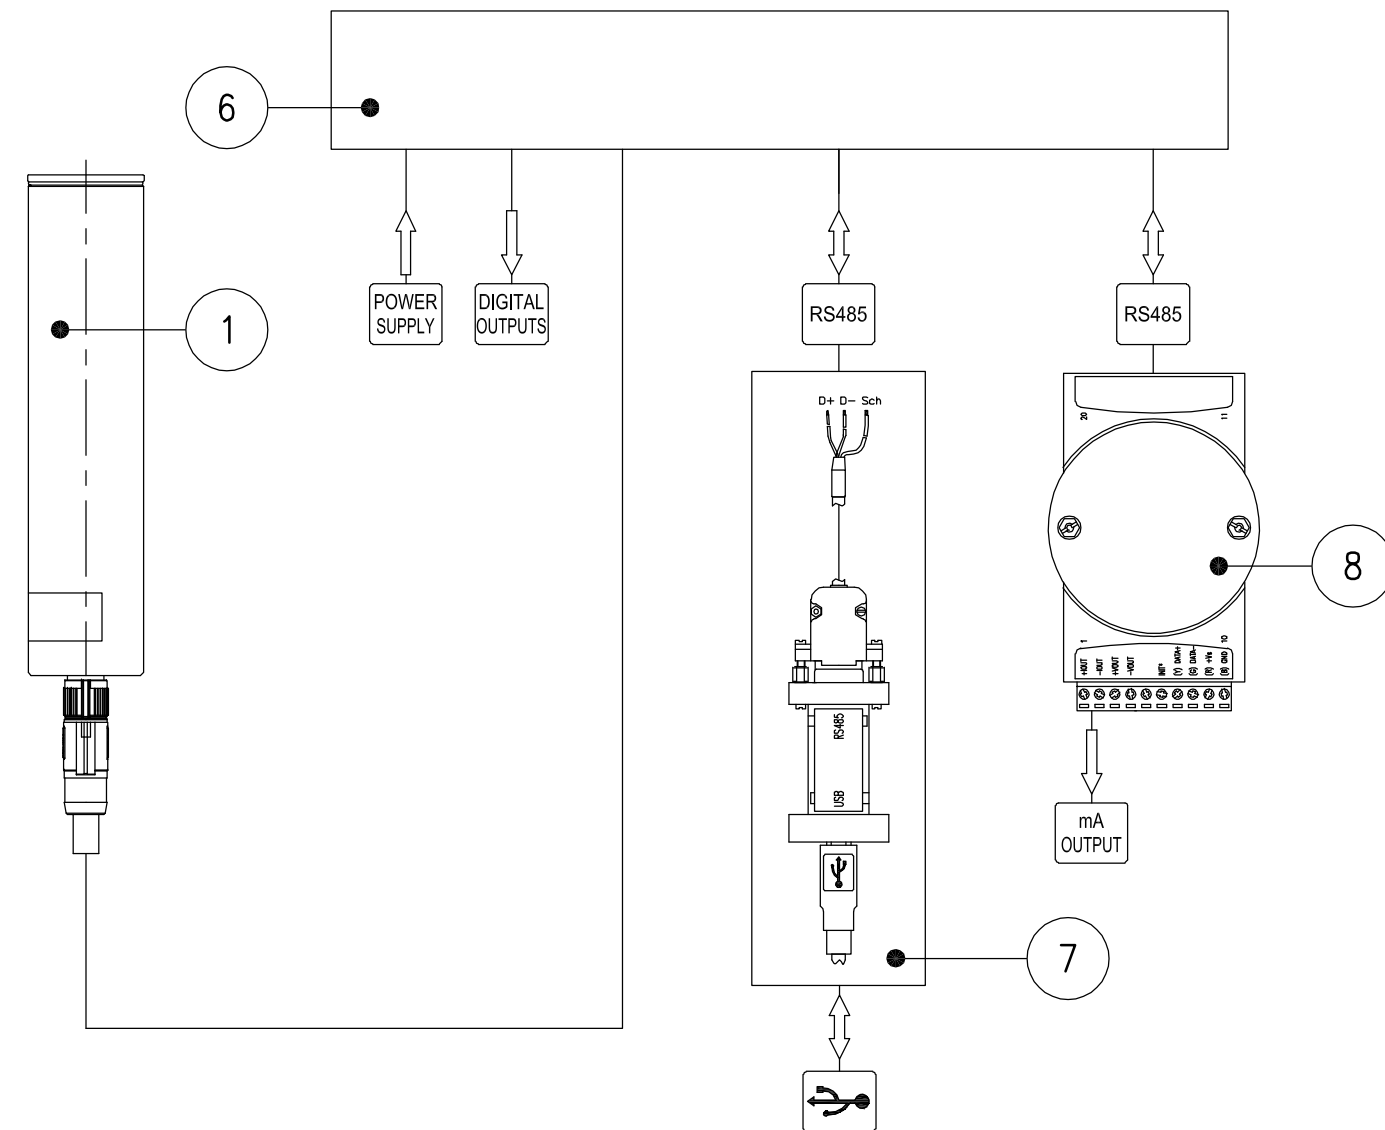 6
1
POWER
SUPPLY
DIGITAL
OUTPUTS
RS485
RS485
D+ D- Sch
20
11
8
1
10
+IOUT
-IOUT
+VOUT
-VOUT
INIT*
(Y) DATA+
(G) DATA-
(R) +Vs
(B) GND
RS485
USB
mA
OUTPUT
7